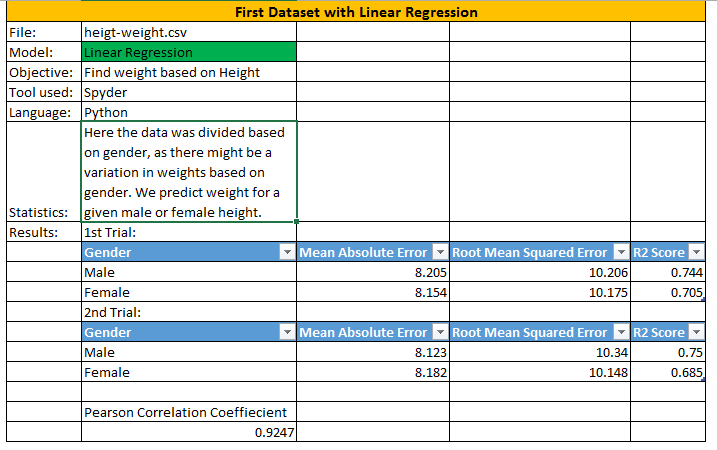 First Dataset with Linear Regression
File: heigt-weight.csv
Model: Linear Regression
Objective: Find weight based on Height
Tool used: Spyder
Language: Python
Here the data was divided based
on gender, as there might be a
variation in weights based on
gender. We predict weight for a
Statistics: given male or female height.
Results: 1st Trial:
Gender Mean Absolute Error Root Mean Squared Error R2 Score
Male 8.205 10.206 0.744
Female 8.154 10.175 0.705
2nd Trial:
Gender Mean Absolute Error Root Mean Squared Error R2 Score
Male 8.123 10.34 0.75
Female 8.182 10.148 0.685
Pearson Correlation Coeffiecient
0.9247